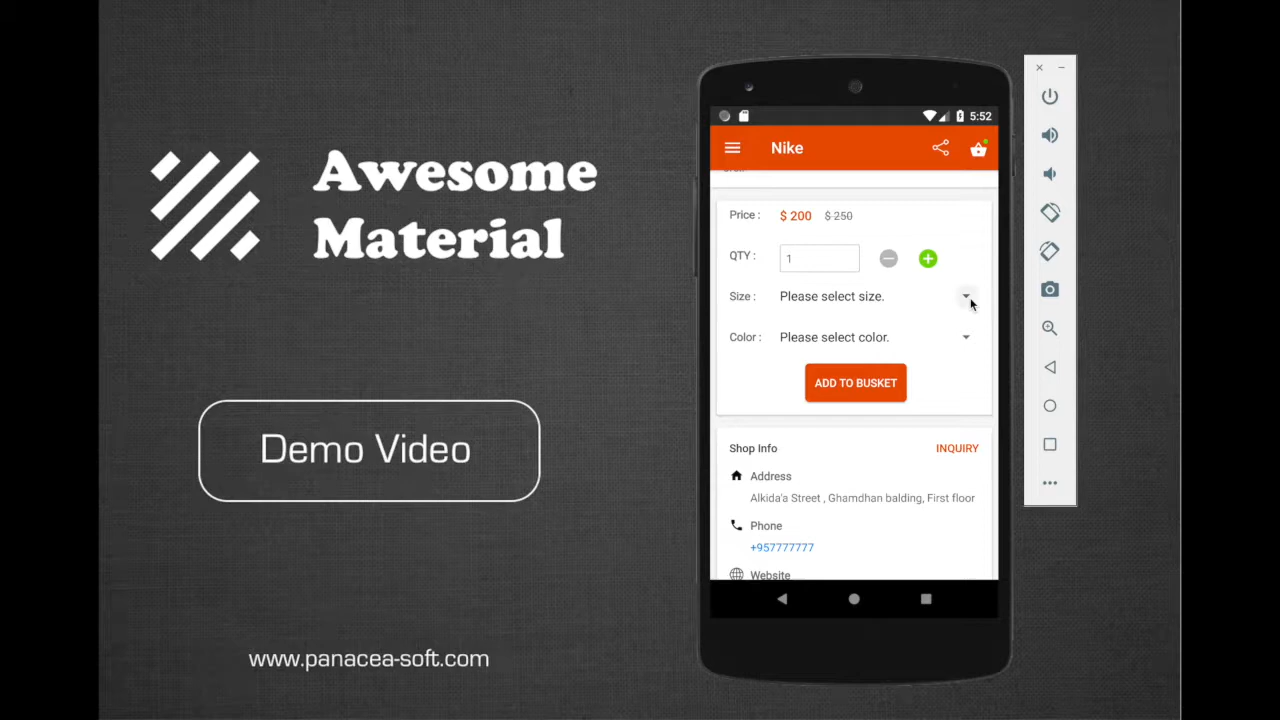 Awesome
Material
Demo Video
www.panacea-soft.com
5:52
Nike
Price :
$ 200
$ 250
QTY :
1
Size :
Please select size.
Color :
Please select color.
ADD TO BUSKET
Shop Info
INQUIRY
Address
Alkida'a Street , Ghamdhan balding, First floor
Phone
+957777777
Website